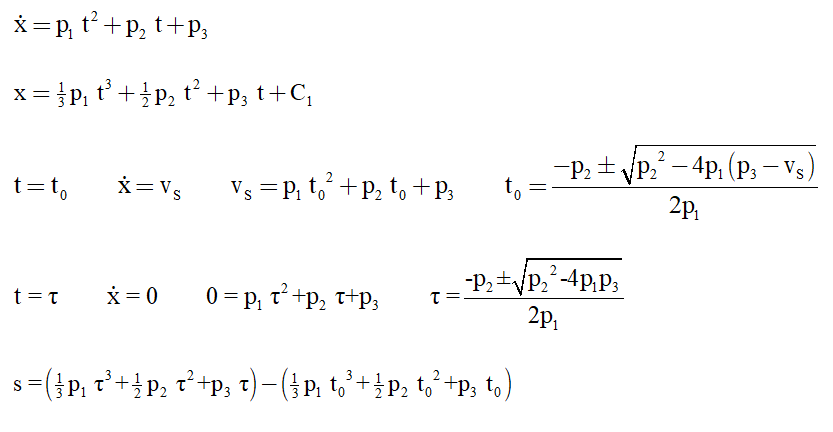 ẋ = p₁ t² + p₂ t + p₃
x = ⅓ p₁ t³ + ½ p₂ t² + p₃ t + C₁
t = t₀    ẋ = v_S    v_S = p₁ t₀² + p₂ t₀ + p₃    t₀ = (−p₂ ± √(p₂² − 4p₁(p₃ − v_S))) / 2p₁
t = τ    ẋ = 0    0 = p₁ τ² + p₂ τ + p₃    τ = (-p₂ ± √(p₂² - 4p₁p₃)) / 2p₁
s = (⅓ p₁ τ³ + ½ p₂ τ² + p₃ τ) − (⅓ p₁ t₀³ + ½ p₂ t₀² + p₃ t₀)